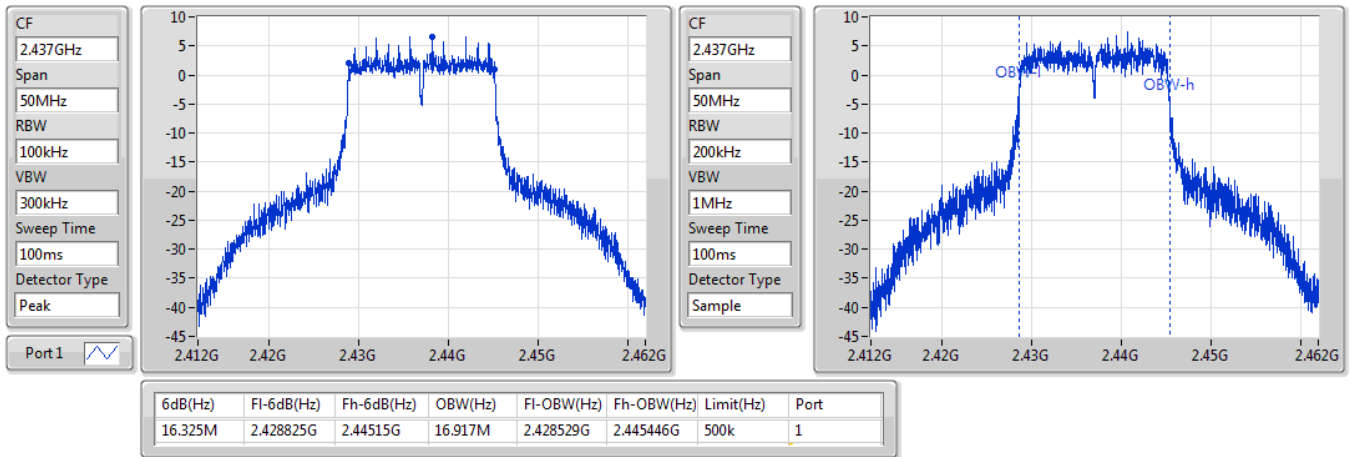 CF
2.437GHz
Span
50MHz
RBW
100kHz
VBW
300kHz
Sweep Time
100ms
Detector Type
Peak
Port 1
10
5
0
-5
-10
-15
-20
-25
-30
-35
-40
-45
2.412G 2.42G 2.43G 2.44G 2.45G 2.462G
CF
2.437GHz
Span
50MHz
RBW
200kHz
VBW
1MHz
Sweep Time
100ms
Detector Type
Sample
10
5
0
-5
-10
-15
-20
-25
-30
-35
-40
-45
OBW-l
OBW-h
2.412G 2.42G 2.43G 2.44G 2.45G 2.462G
6dB(Hz) Fl-6dB(Hz) Fh-6dB(Hz) OBW(Hz) Fl-OBW(Hz) Fh-OBW(Hz) Limit(Hz) Port
16.325M 2.428825G 2.44515G 16.917M 2.428529G 2.445446G 500k 1